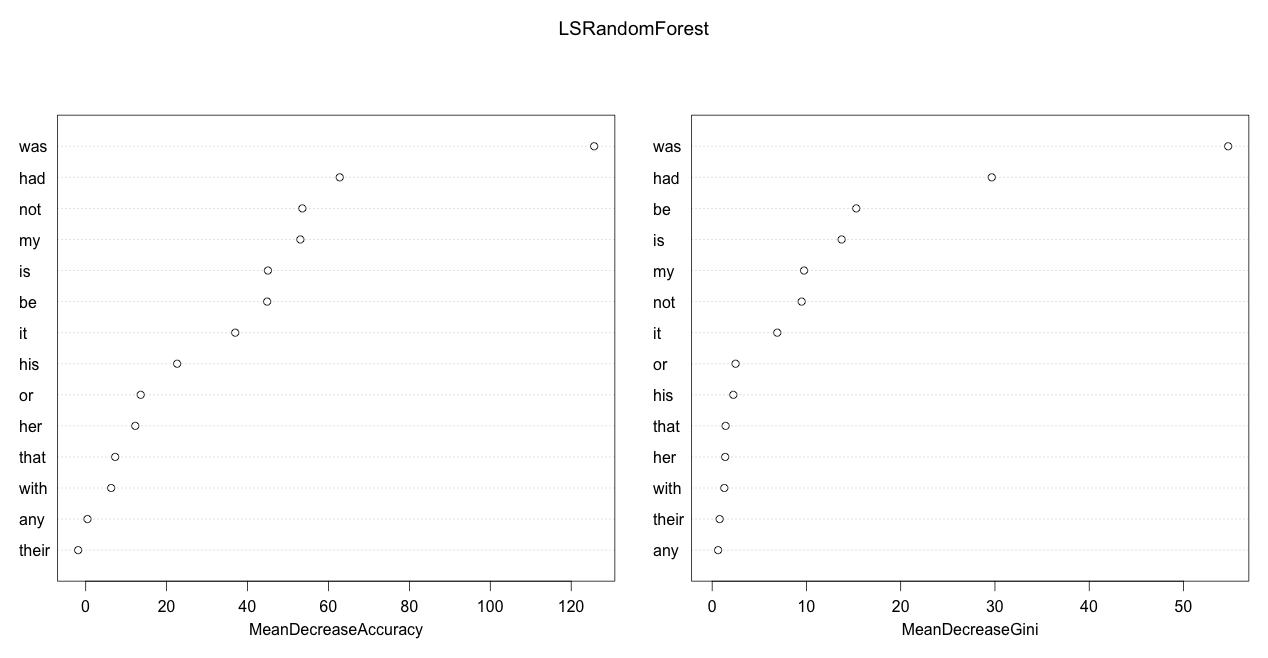 LSRandomForest
was
had
not
my
is
be
it
his
or
her
that
with
any
their
0 20 40 60 80 100 120
MeanDecreaseAccuracy
was
had
be
is
my
not
it
or
his
that
her
with
their
any
0 10 20 30 40 50
MeanDecreaseGini